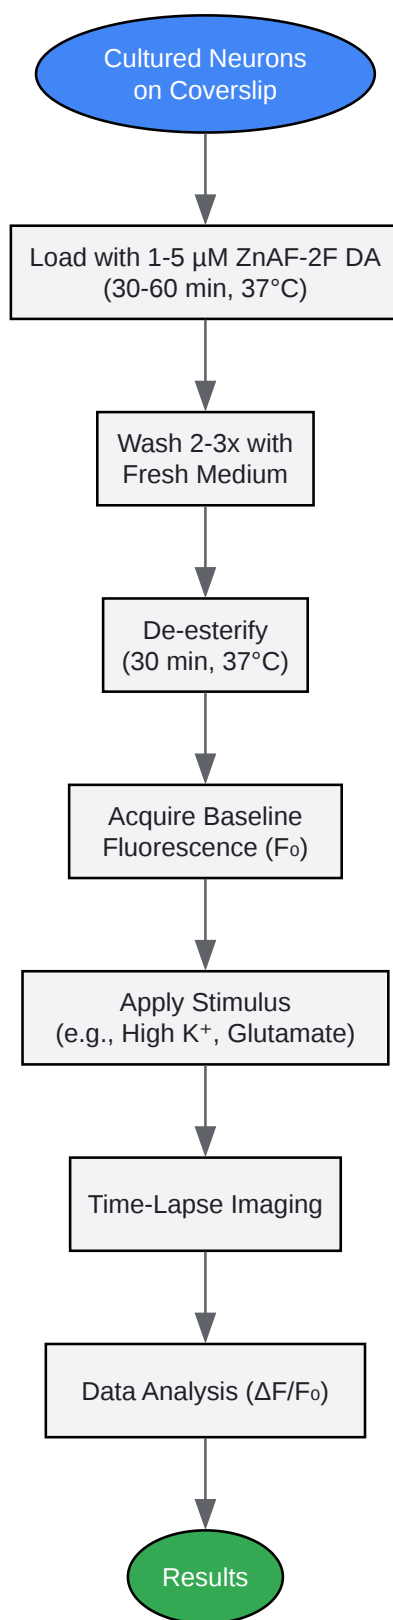 Cultured Neurons
on Coverslip
Load with 1-5 µM ZnAF-2F DA
(30-60 min, 37°C)
Wash 2-3x with
Fresh Medium
De-esterify
(30 min, 37°C)
Acquire Baseline
Fluorescence (F₀)
Apply Stimulus
(e.g., High K⁺, Glutamate)
Time-Lapse Imaging
Data Analysis (ΔF/F₀)
Results